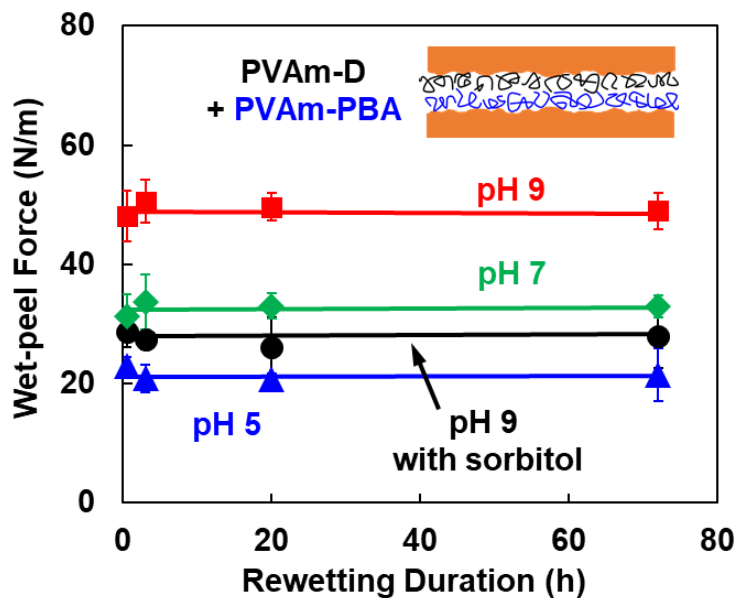 80
60
40
20
0
Wet-peel Force (N/m)
PVAm-D
+ PVAm-PBA
pH 9
pH 7
pH 5
pH 9
with sorbitol
0 20 40 60 80
Rewetting Duration (h)